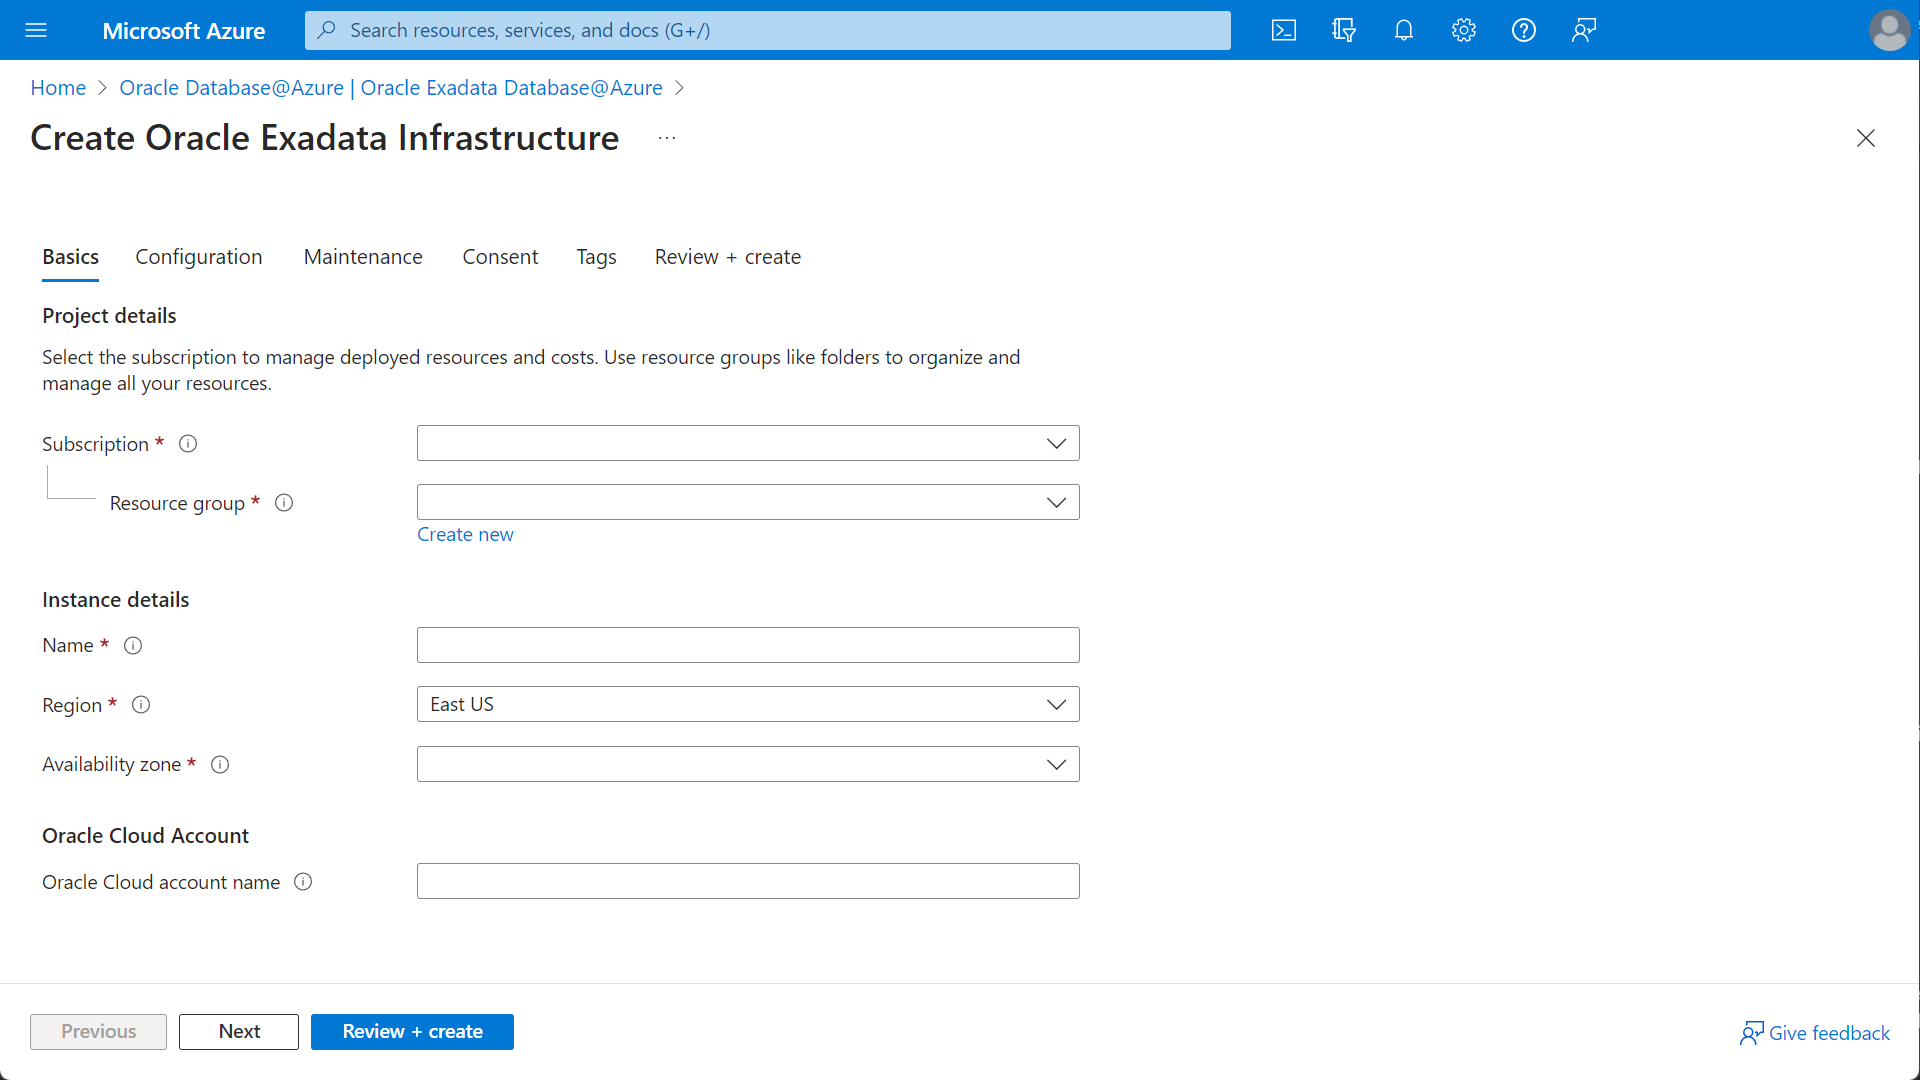 Microsoft Azure
Search resources, services, and docs (G+/)
Home > Oracle Database@Azure | Oracle Exadata Database@Azure >
Create Oracle Exadata Infrastructure ...
Basics Configuration Maintenance Consent Tags Review + create
Project details
Select the subscription to manage deployed resources and costs. Use resource groups like folders to organize and
manage all your resources.
Subscription *
Resource group *
Create new
Instance details
Name *
Region *
East US
Availability zone *
Oracle Cloud Account
Oracle Cloud account name
Previous Next Review + create
Give feedback